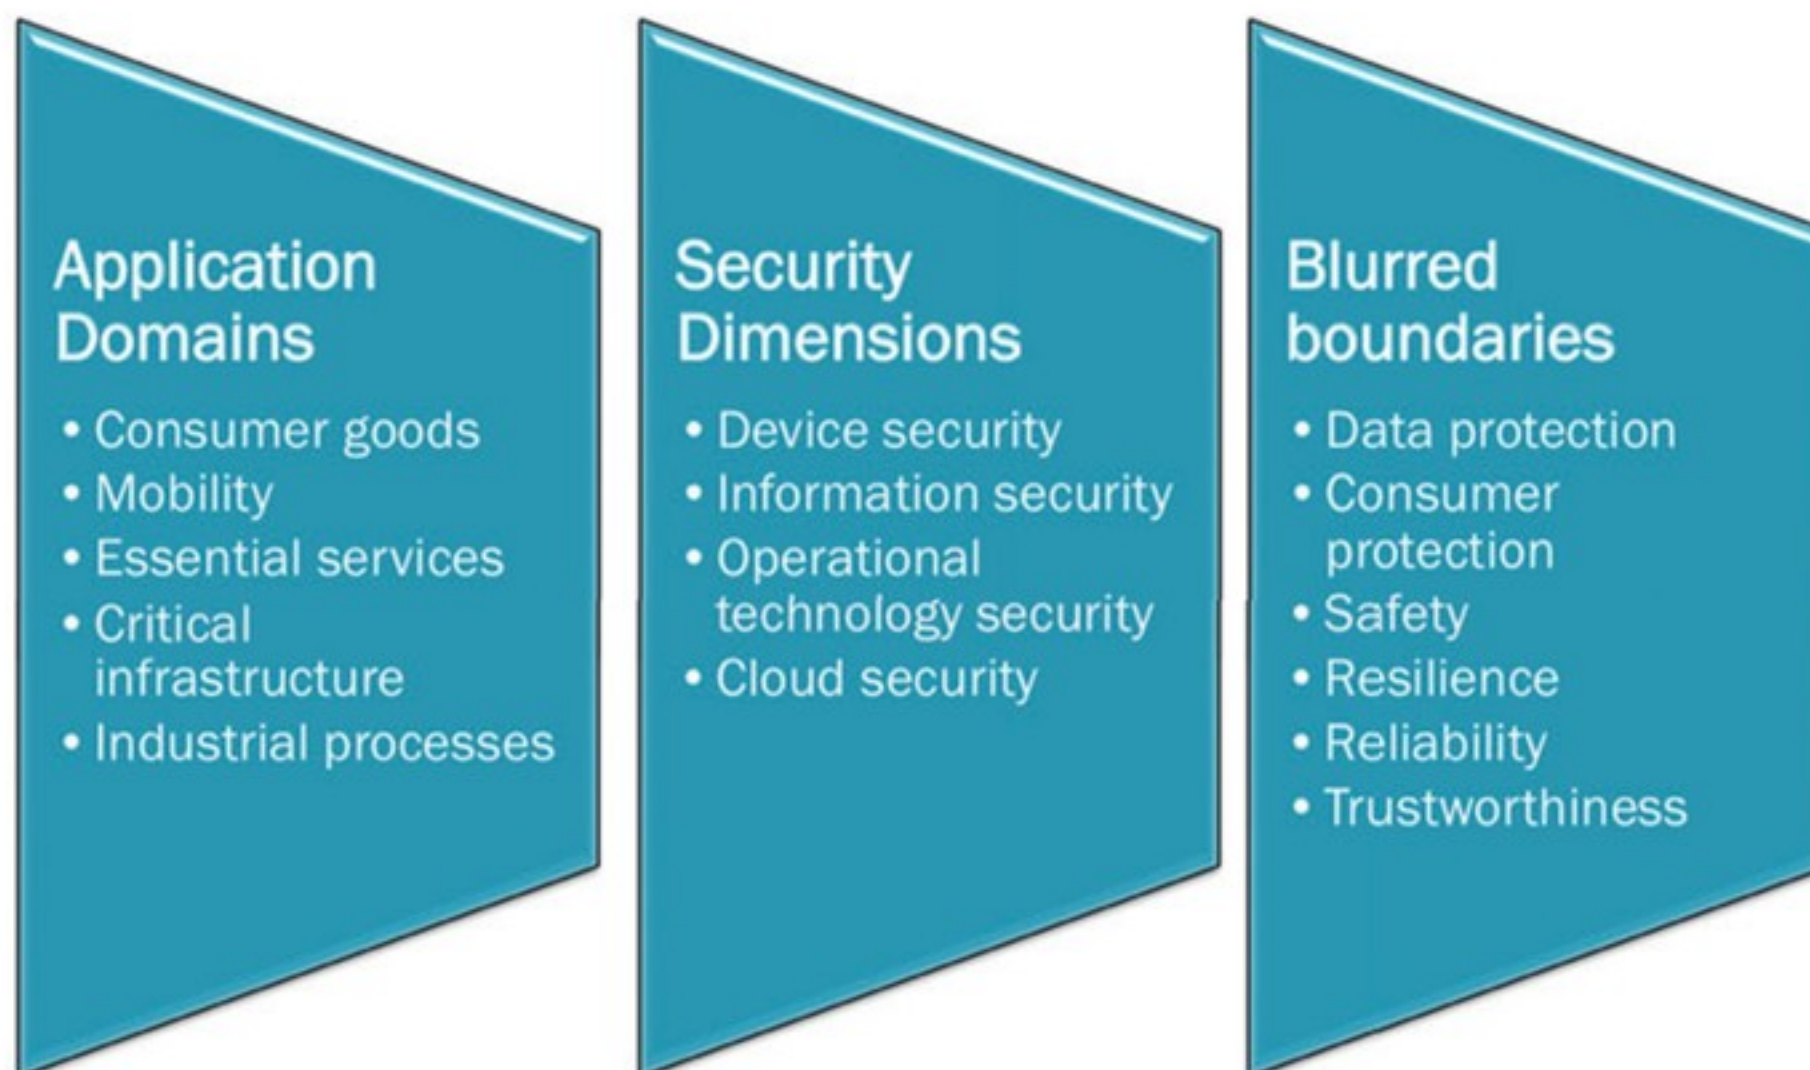 Application
Domains
• Consumer goods
• Mobility
• Essential services
• Critical
infrastructure
• Industrial processes
Security
Dimensions
• Device security
• Information security
• Operational
technology security
• Cloud security
Blurred
boundaries
• Data protection
• Consumer
protection
• Safety
• Resilience
• Reliability
• Trustworthiness